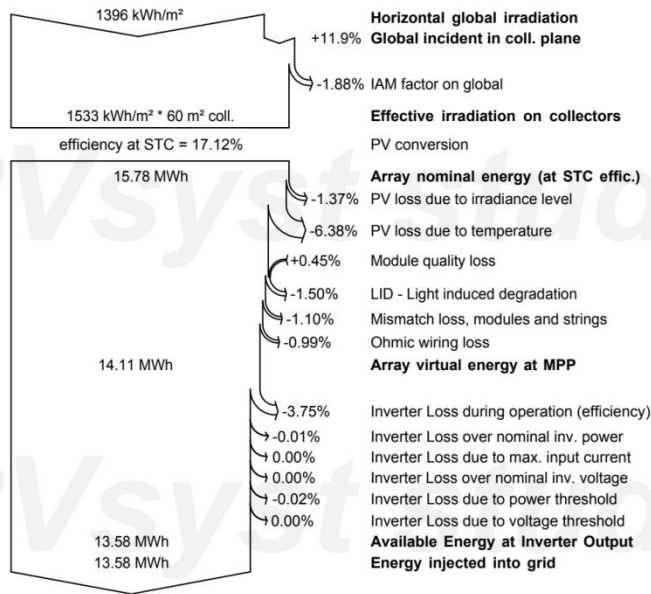 1396 kWh/m² Horizontal global irradiation
+11.9% Global incident in coll. plane
-1.88% IAM factor on global
1533 kWh/m² * 60 m² coll. Effective irradiation on collectors
efficiency at STC = 17.12% PV conversion
15.78 MWh Array nominal energy (at STC effic.)
-1.37% PV loss due to irradiance level
-6.38% PV loss due to temperature
+0.45% Module quality loss
-1.50% LID - Light induced degradation
-1.10% Mismatch loss, modules and strings
-0.99% Ohmic wiring loss
14.11 MWh Array virtual energy at MPP
-3.75% Inverter Loss during operation (efficiency)
-0.01% Inverter Loss over nominal inv. power
0.00% Inverter Loss due to max. input current
0.00% Inverter Loss over nominal inv. voltage
-0.02% Inverter Loss due to power threshold
0.00% Inverter Loss due to voltage threshold
13.58 MWh Available Energy at Inverter Output
13.58 MWh Energy injected into grid
PVsyst stud
PVsyst stud